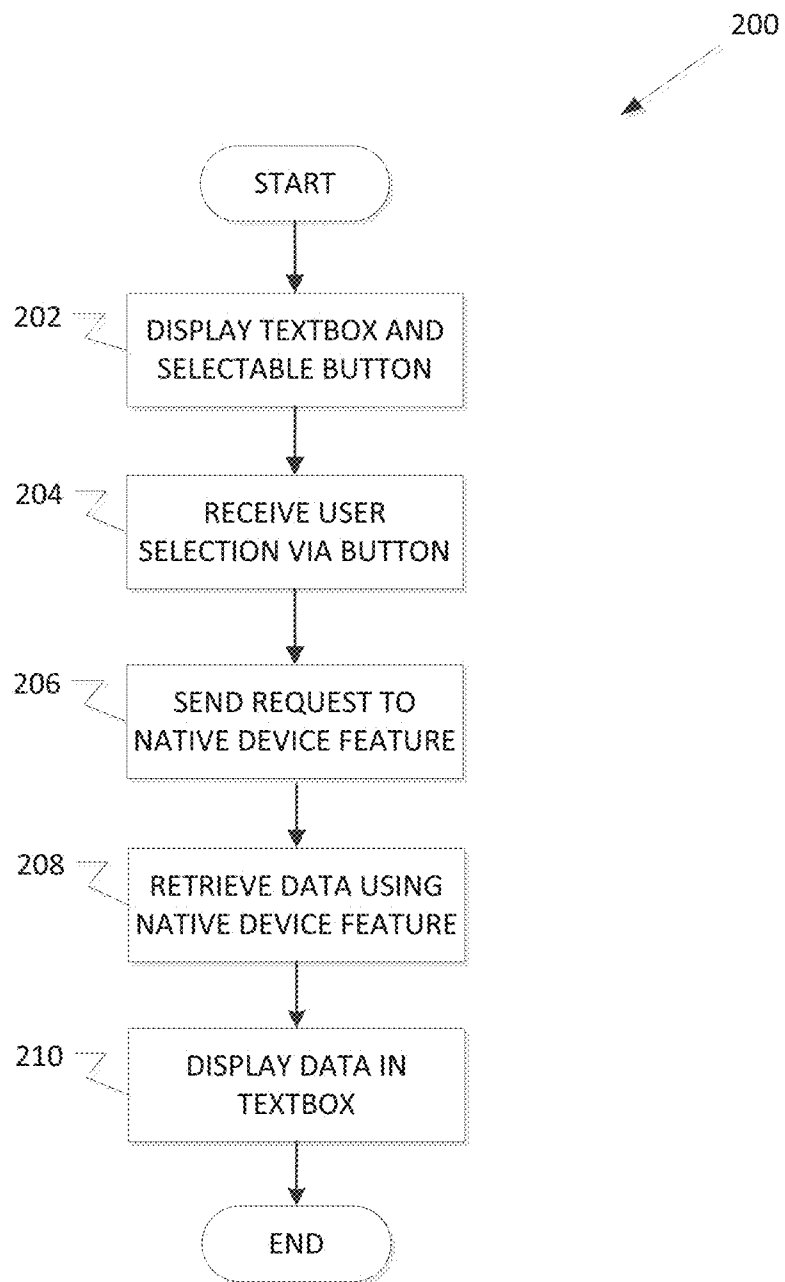 200
START
202
DISPLAY TEXTBOX AND
SELECTABLE BUTTON
204
RECEIVE USER
SELECTION VIA BUTTON
206
SEND REQUEST TO
NATIVE DEVICE FEATURE
208
RETRIEVE DATA USING
NATIVE DEVICE FEATURE
210
DISPLAY DATA IN
TEXTBOX
END